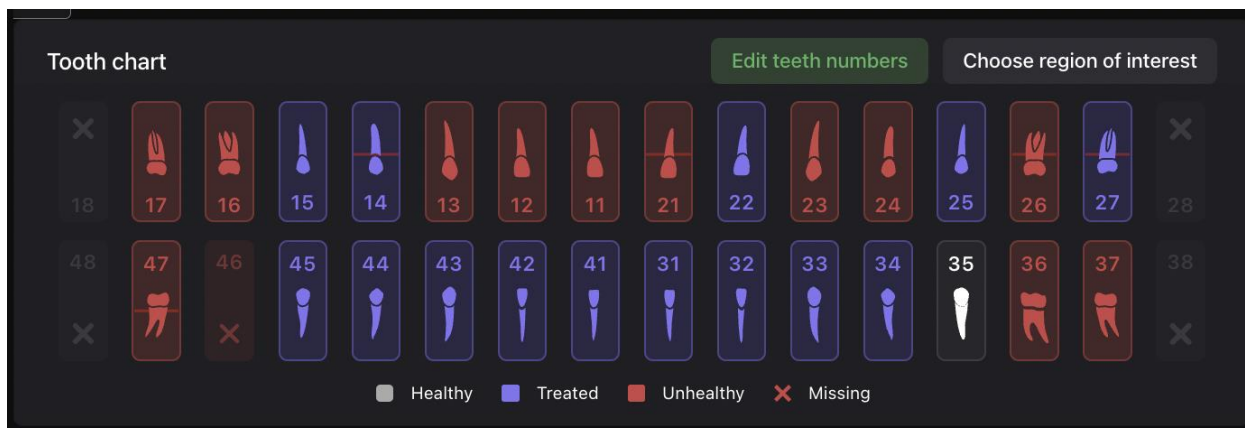 Tooth chart
Edit teeth numbers
Choose region of interest
18 17 16 15 14 13 12 11 21 22 23 24 25 26 27 28
48 47 46 45 44 43 42 41 31 32 33 34 35 36 37 38
Healthy Treated Unhealthy Missing